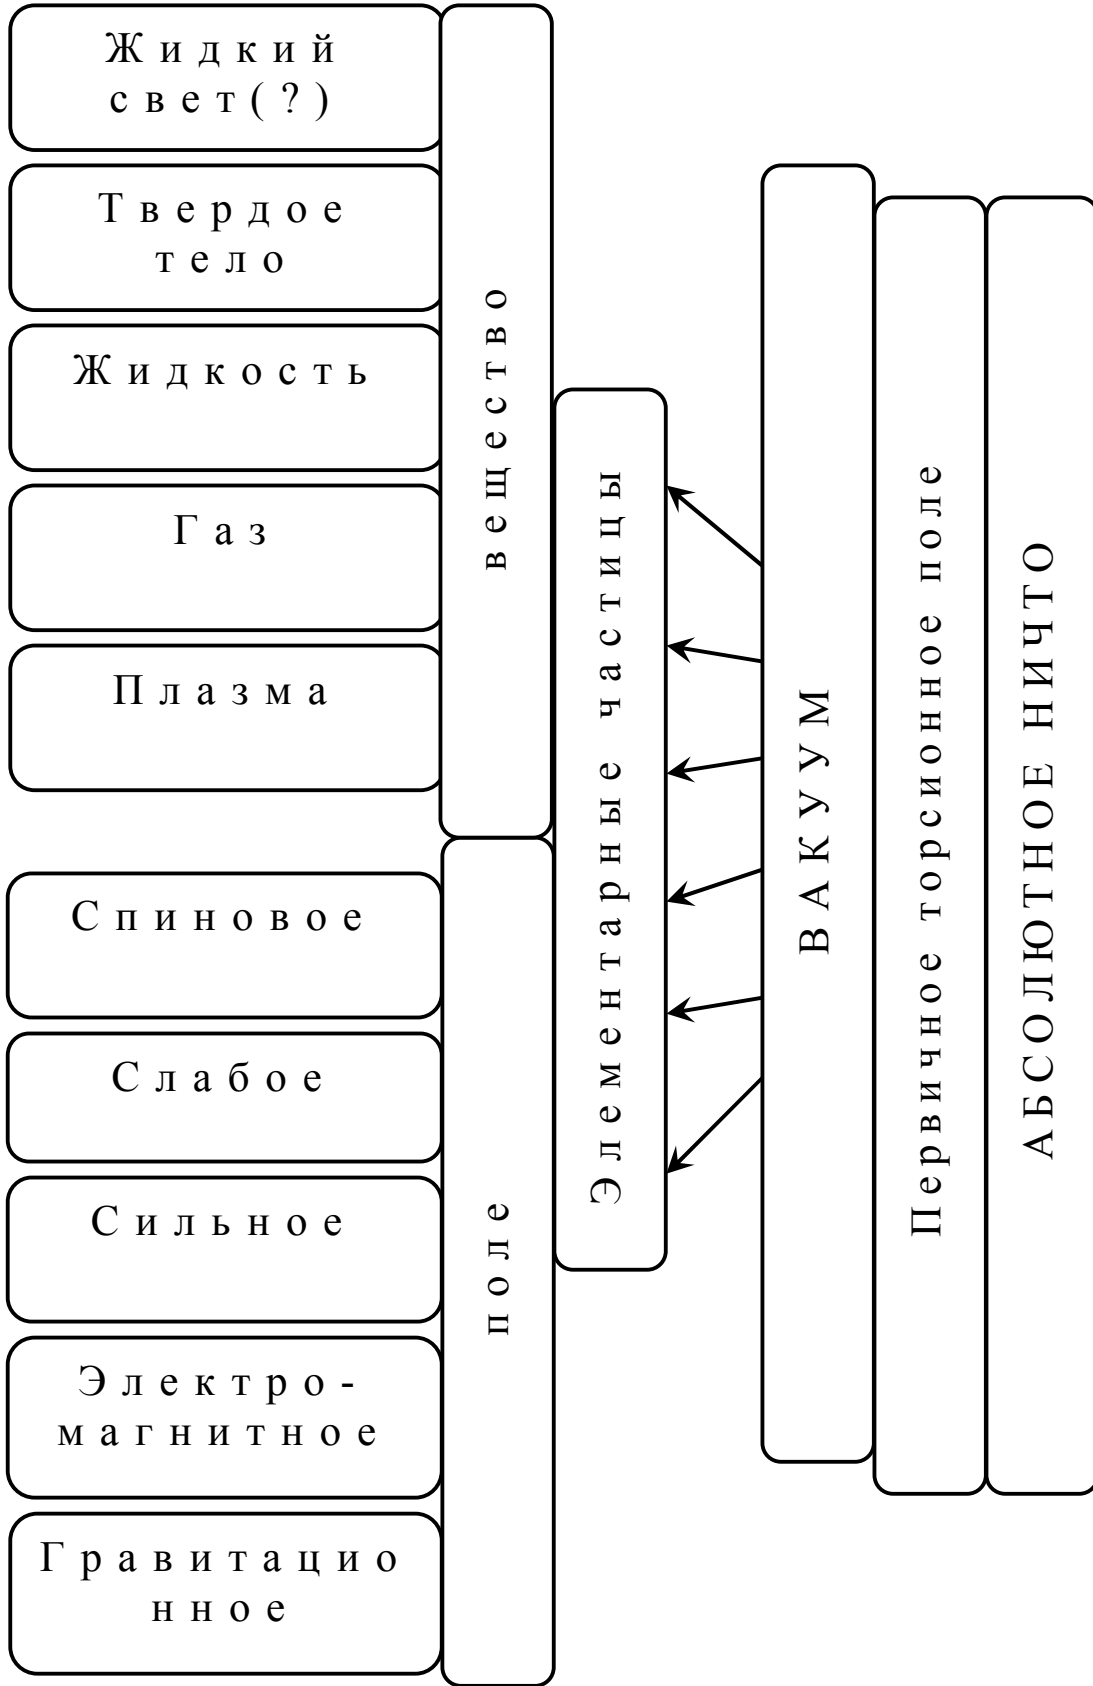 Жидкий
свет(?)
Твердое
тело
Жидкость
Газ
Плазма
Спиновое
Слабое
Сильное
Электро-
магнитное
Гравитацио
нное
вещество
поле
Элементарные частицы
ВАКУУМ
Первичное торсионное поле
АБСОЛЮТНОЕ НИЧТО